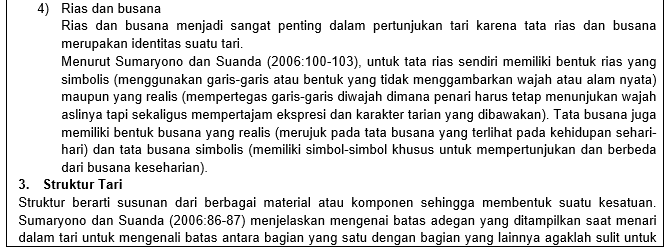 4) Rias dan busana
Rias dan busana menjadi sangat penting dalam pertunjukan tari karena tata rias dan busana
merupakan identitas suatu tari.
Menurut Sumaryono dan Suanda (2006:100-103), untuk tata rias sendiri memiliki bentuk rias yang
simbolis (menggunakan garis-garis atau bentuk yang tidak menggambarkan wajah atau alam nyata)
maupun yang realis (mempertegas garis-garis diwajah dimana penari harus tetap menunjukan wajah
aslinya tapi sekaligus mempertajam ekspresi dan karakter tarian yang dibawakan). Tata busana juga
memiliki bentuk busana yang realis (merujuk pada tata busana yang terlihat pada kehidupan sehari-
hari) dan tata busana simbolis (memiliki simbol-simbol khusus untuk mempertunjukan dan berbeda
dari busana keseharian).
3. Struktur Tari
Struktur berarti susunan dari berbagai material atau komponen sehingga membentuk suatu kesatuan.
Sumaryono dan Suanda (2006:86-87) menjelaskan mengenai batas adegan yang ditampilkan saat menari
dalam tari untuk mengenali batas antara bagian yang satu dengan bagian yang lainnya agaklah sulit untuk